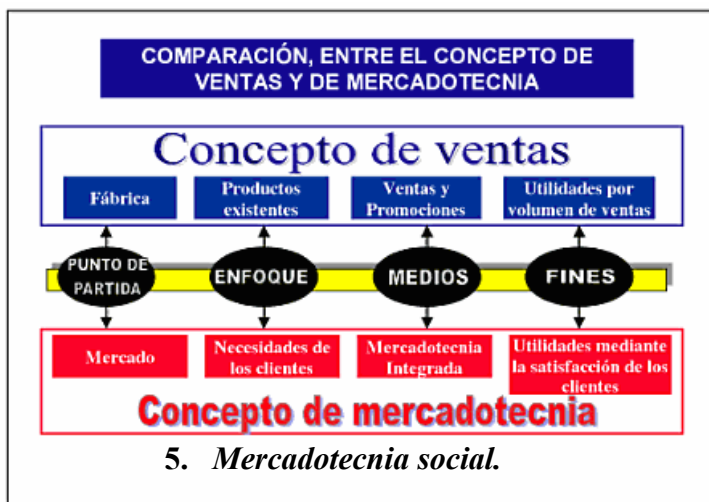 COMPARACIÓN, ENTRE EL CONCEPTO DE
VENTAS Y DE MERCADOTECNIA
Concepto de ventas
Fábrica
Productos
existentes
Ventas y
Promociones
Utilidades por
volumen de ventas
PUNTO DE
PARTIDA
ENFOQUE
MEDIOS
FINES
Mercado
Necesidades de
los clientes
Mercadotecnia
Integrada
Utilidades mediante
la satisfacción de los
clientes
Concepto de mercadotecnia
5. Mercadotecnia social.